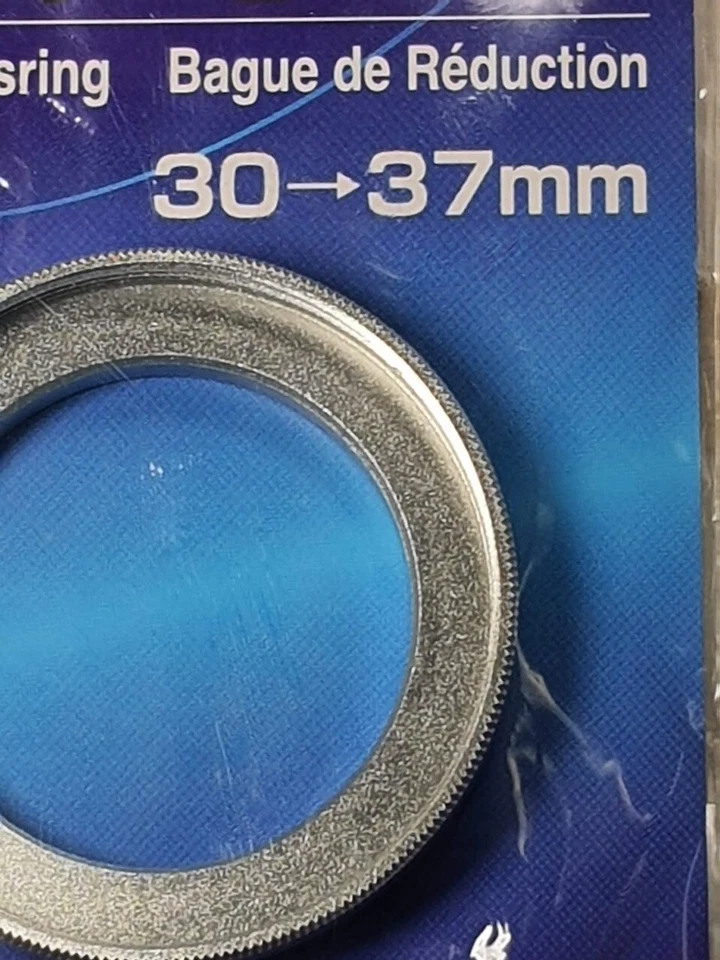 sring Bague de Réduction
30→37mm